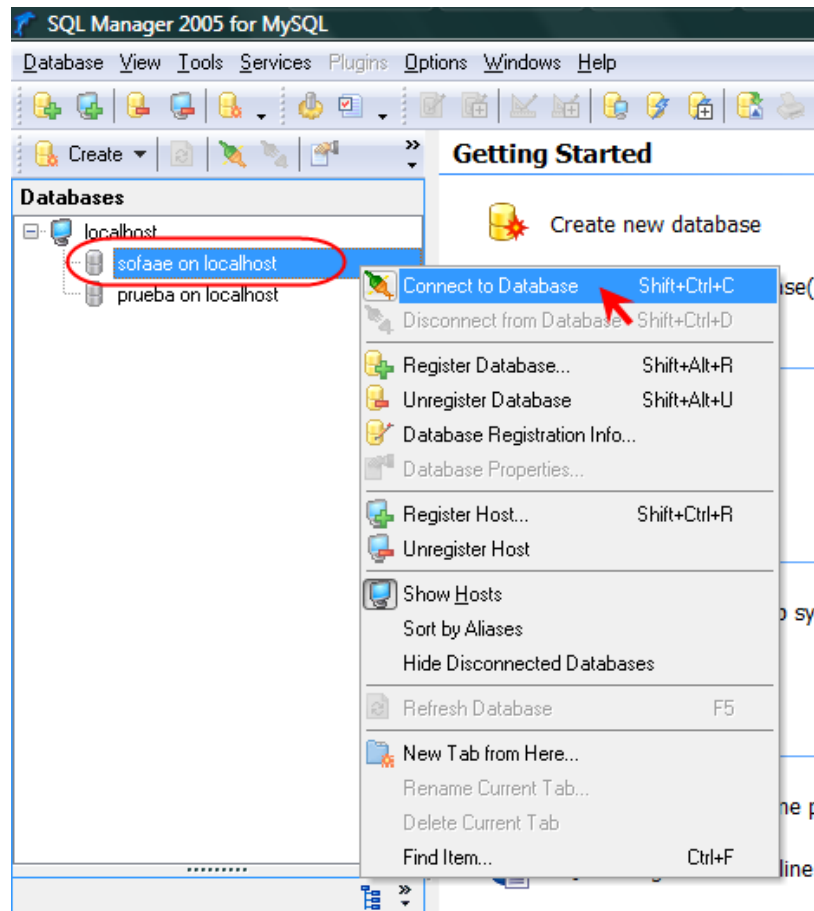 SQL Manager 2005 for MySQL
Database View Tools Services Plugins Options Windows Help
Create
Getting Started
Databases
localhost
Create new database
sofaae on localhost
prueba on localhost
Connect to Database Shift+Ctrl+C
Disconnect from Database Shift+Ctrl+D
Register Database... Shift+Alt+R
Unregister Database Shift+Alt+U
Database Registration Info...
Database Properties...
Register Host... Shift+Ctrl+R
Unregister Host
Show Hosts
Sort by Aliases
Hide Disconnected Databases
Refresh Database F5
New Tab from Here...
Rename Current Tab...
Delete Current Tab
Find Item... Ctrl+F